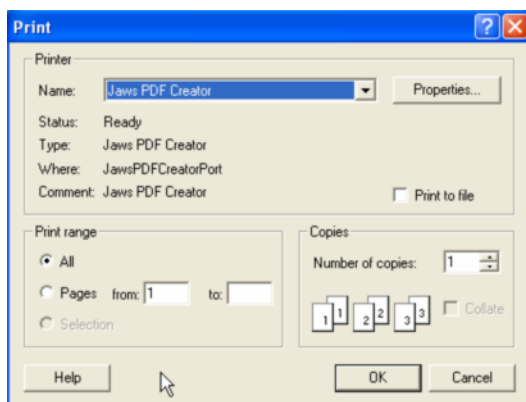 Print
Printer
Name: Jaws PDF Creator Properties...
Status: Ready
Type: Jaws PDF Creator
Where: JawsPDFCreatorPort
Comment: Jaws PDF Creator Print to file
Print range
All
Pages from: 1 to:
Selection
Copies
Number of copies: 1
1 1 2 2 3 3 Collate
Help OK Cancel